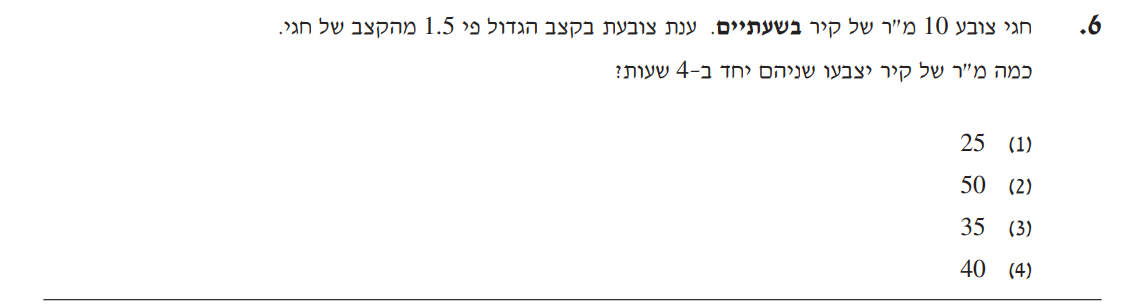 6. חגי צובע 10 מ"ר של קיר בשעתיים. ענת צובעת בקצב הגדול פי 1.5 מהקצב של חגי.
כמה מ"ר של קיר יצבעו שניהם יחד ב-4 שעות?
(1) 25
(2) 50
(3) 35
(4) 40